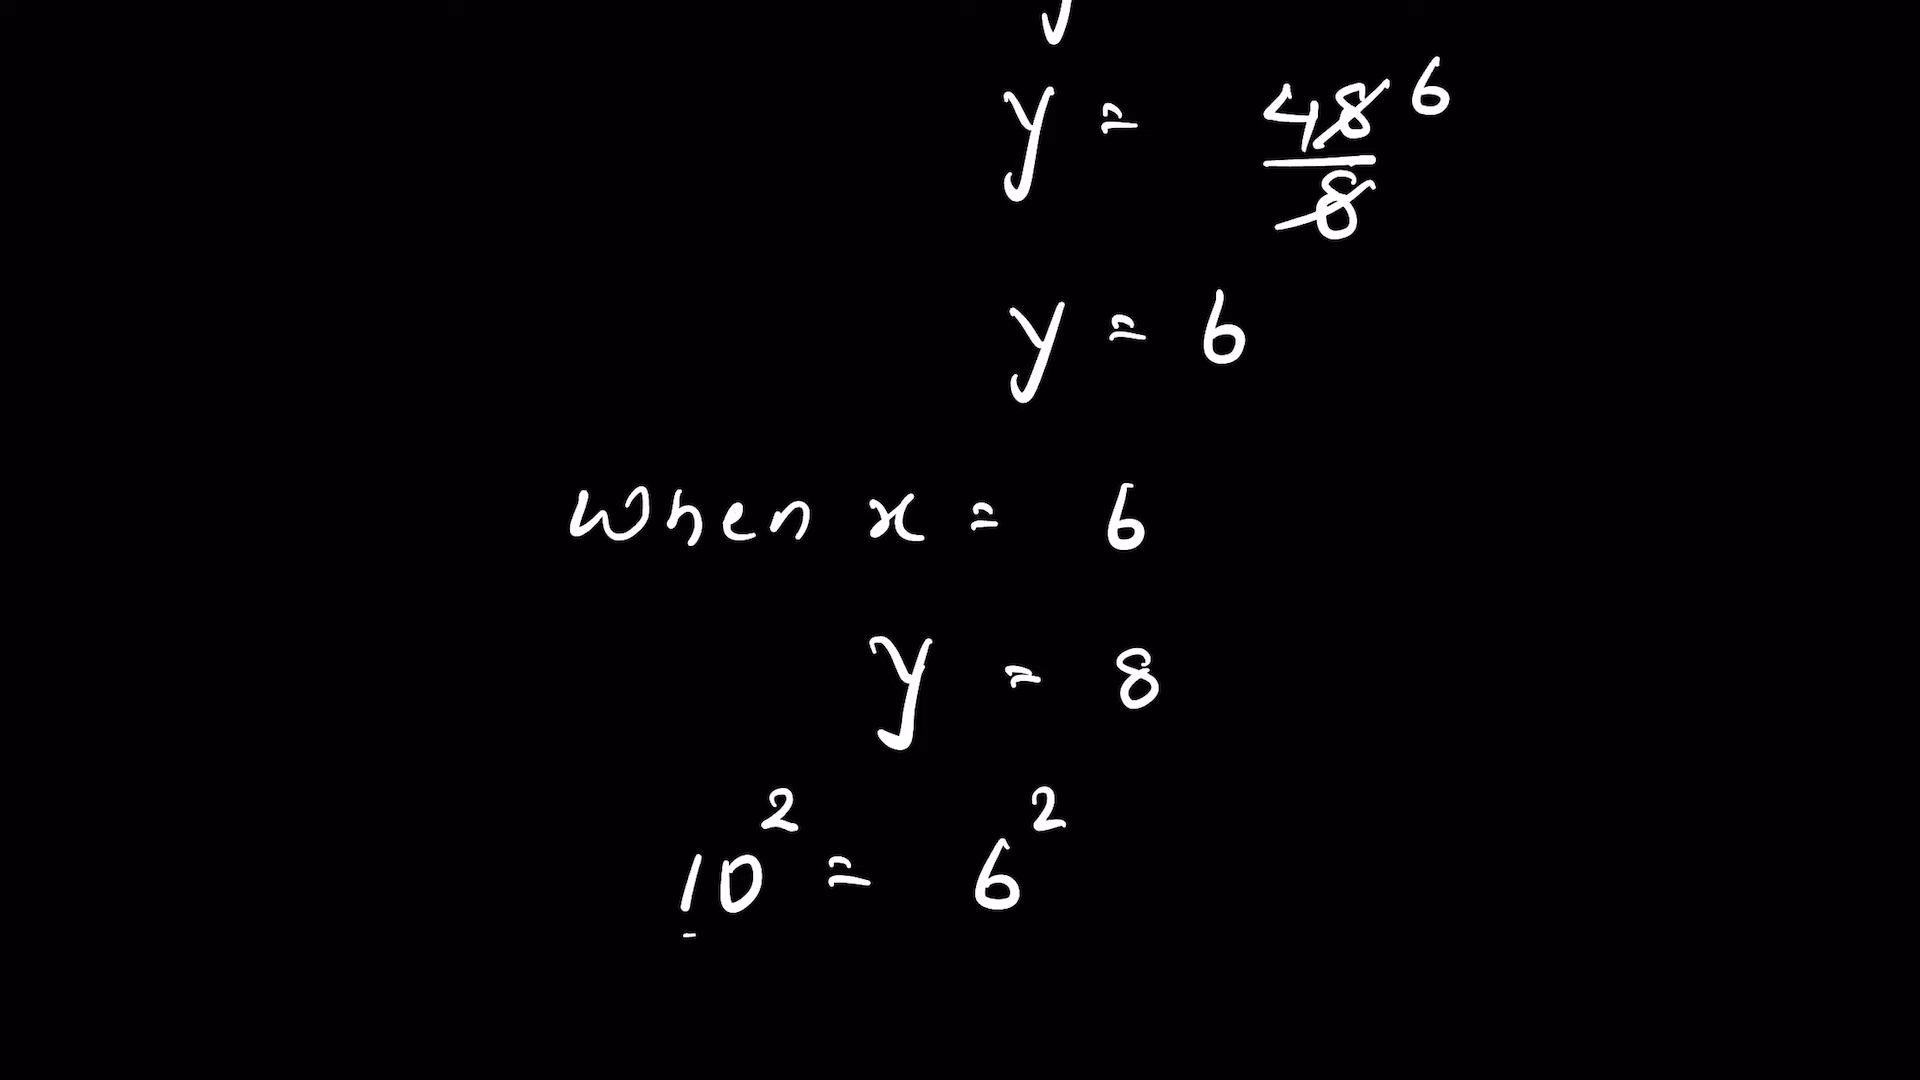 y
y = 48/8 6
y = 6
when x = 6
y = 8
10² = 6²